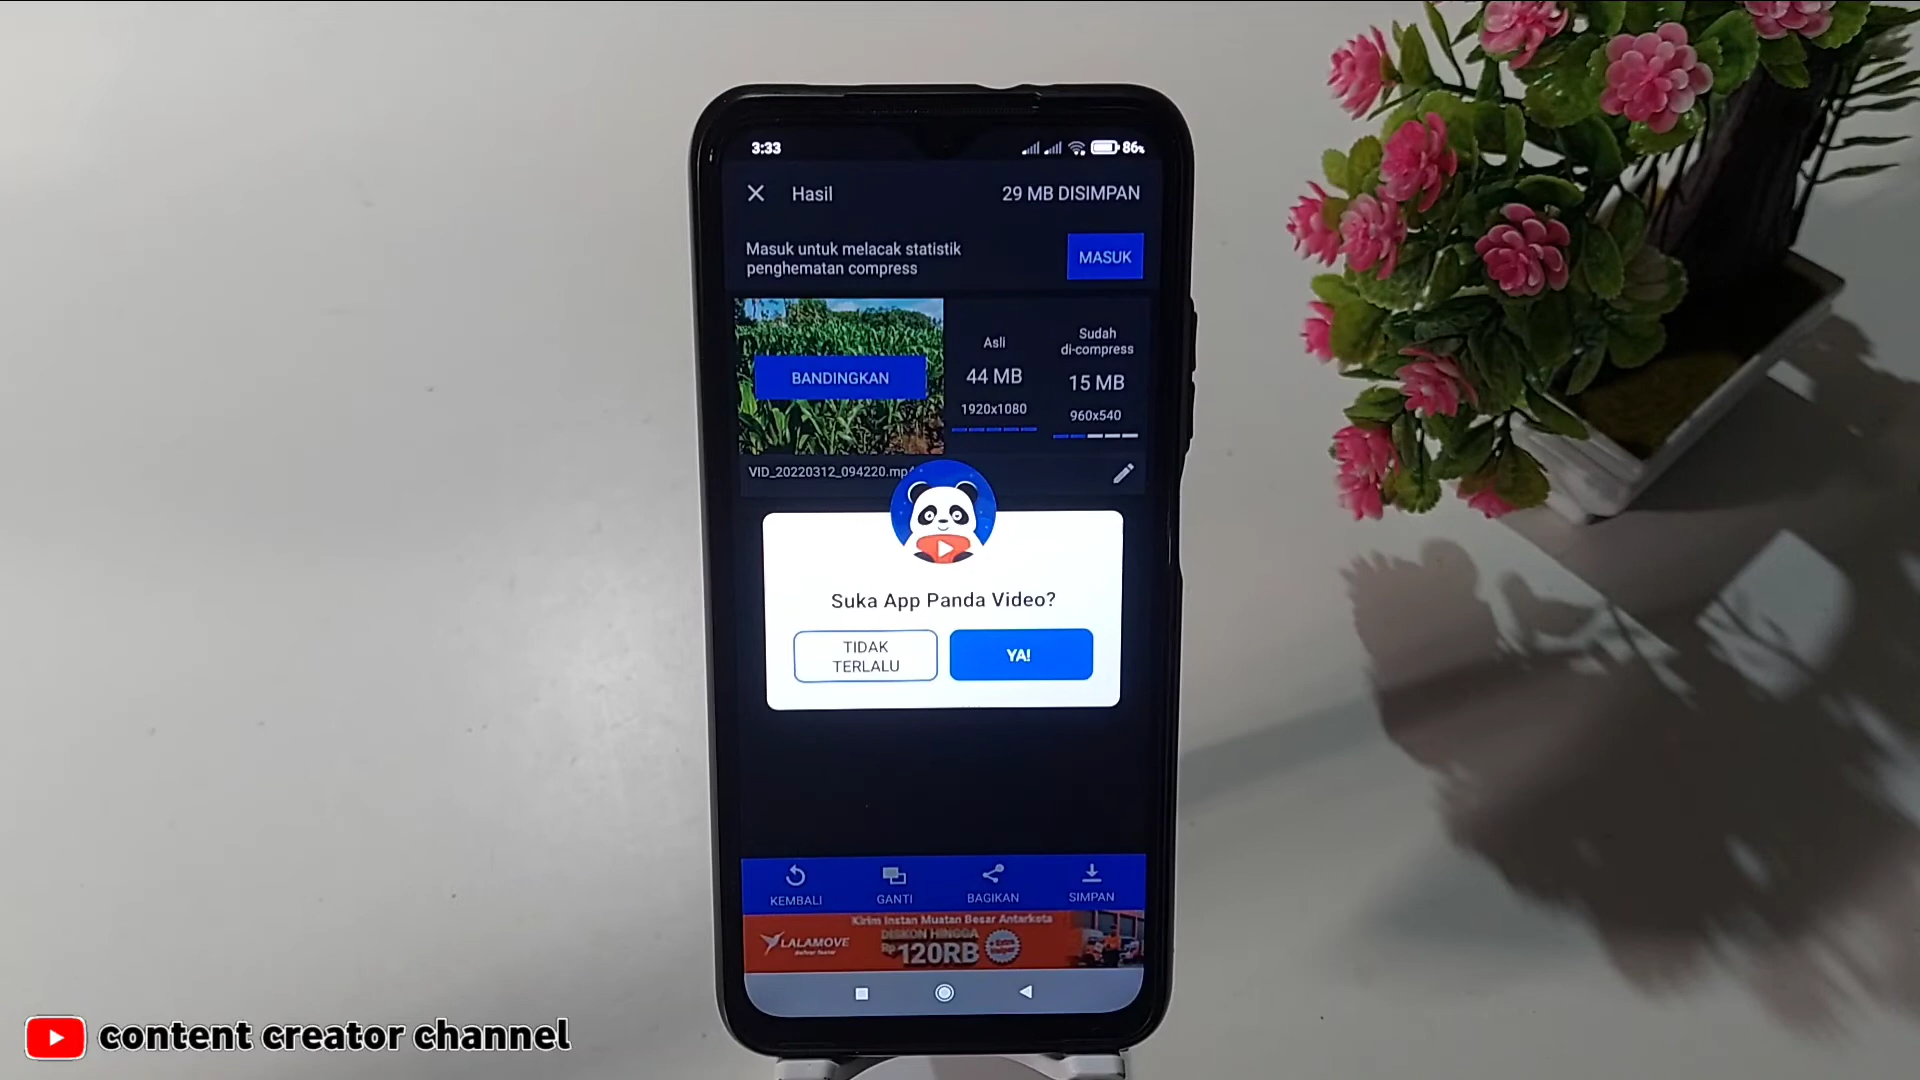 3:33
86%
Hasil
29 MB DISIMPAN
Masuk untuk melacak statistik
penghematan compress
MASUK
BANDINGKAN
Asli
44 MB
1920x1080
Sudah
di-compress
15 MB
960x540
VID_20220312_094220.mp4
Suka App Panda Video?
TIDAK
TERLALU
YA!
KEMBALI
GANTI
BAGIKAN
SIMPAN
Kirim Instan Muatan Besar Antarkota
LALAMOVE
DISKON HINGGA
Rp 120RB
content creator channel